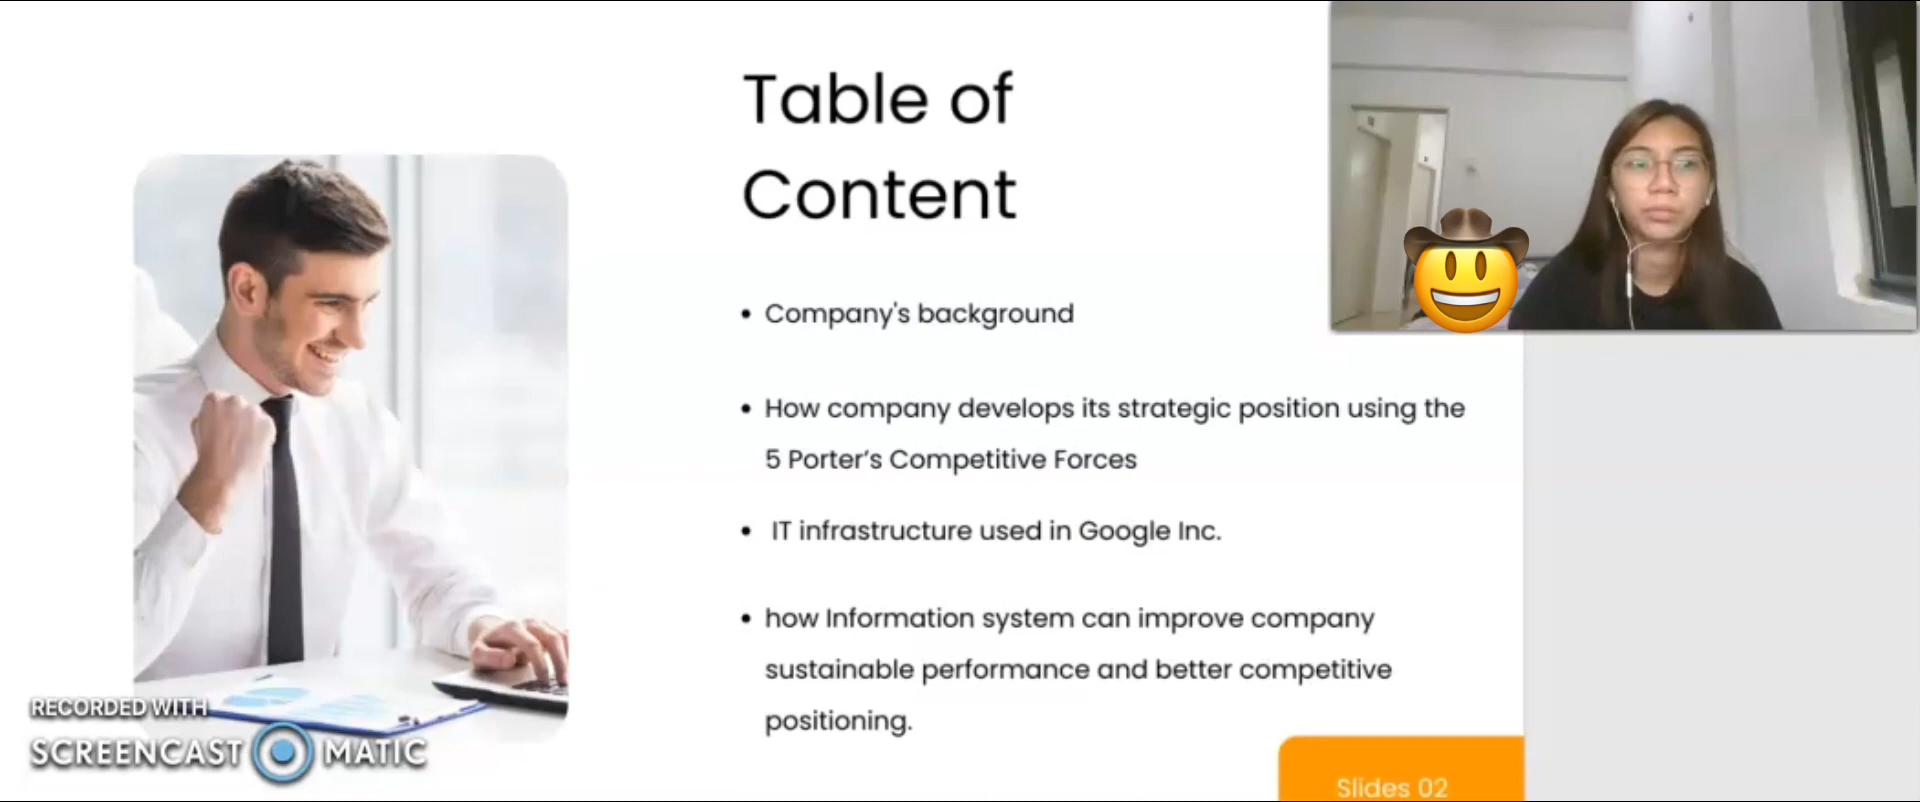 Table of
Content
• Company's background
• How company develops its strategic position using the
5 Porter’s Competitive Forces
• IT infrastructure used in Google Inc.
• how Information system can improve company
sustainable performance and better competitive
positioning.
RECORDED WITH
SCREENCAST MATIC
Slides 02